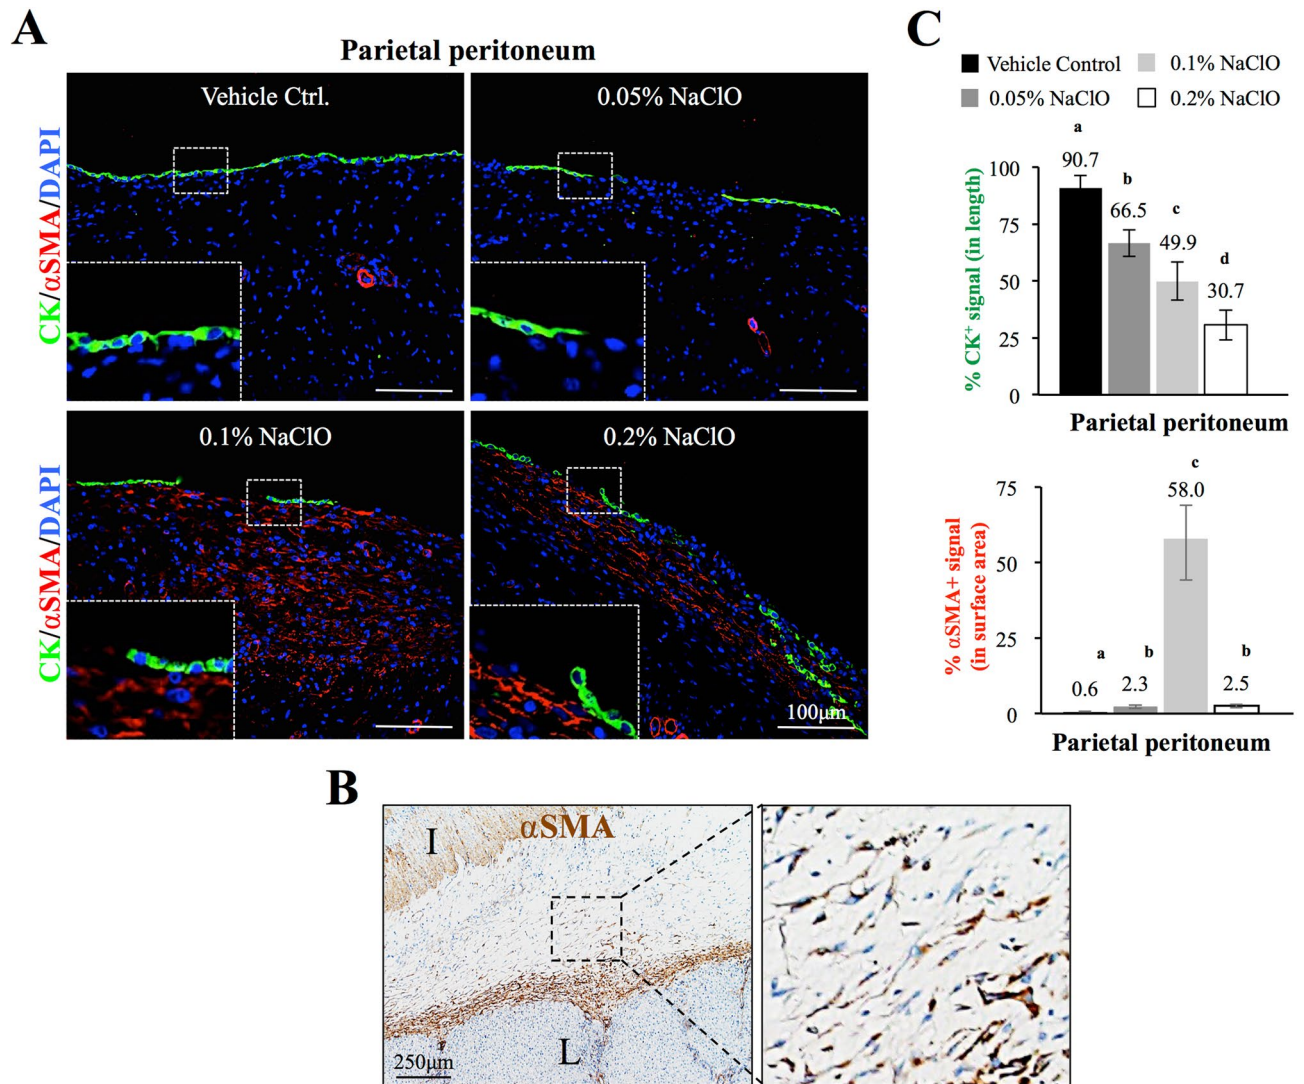 A
Parietal peritoneum
CK/αSMA/DAPI
Vehicle Ctrl.
0.05% NaClO
CK/αSMA/DAPI
0.1% NaClO
0.2% NaClO
100μm
B
αSMA
I
L
250μm
C
Vehicle Control
0.1% NaClO
0.05% NaClO
0.2% NaClO
% CK⁺ signal (in length)
100
75
50
25
0
a
90.7
b
66.5
c
49.9
d
30.7
Parietal peritoneum
% αSMA+ signal
(in surface area)
75
50
25
0
a
0.6
b
2.3
c
58.0
b
2.5
Parietal peritoneum